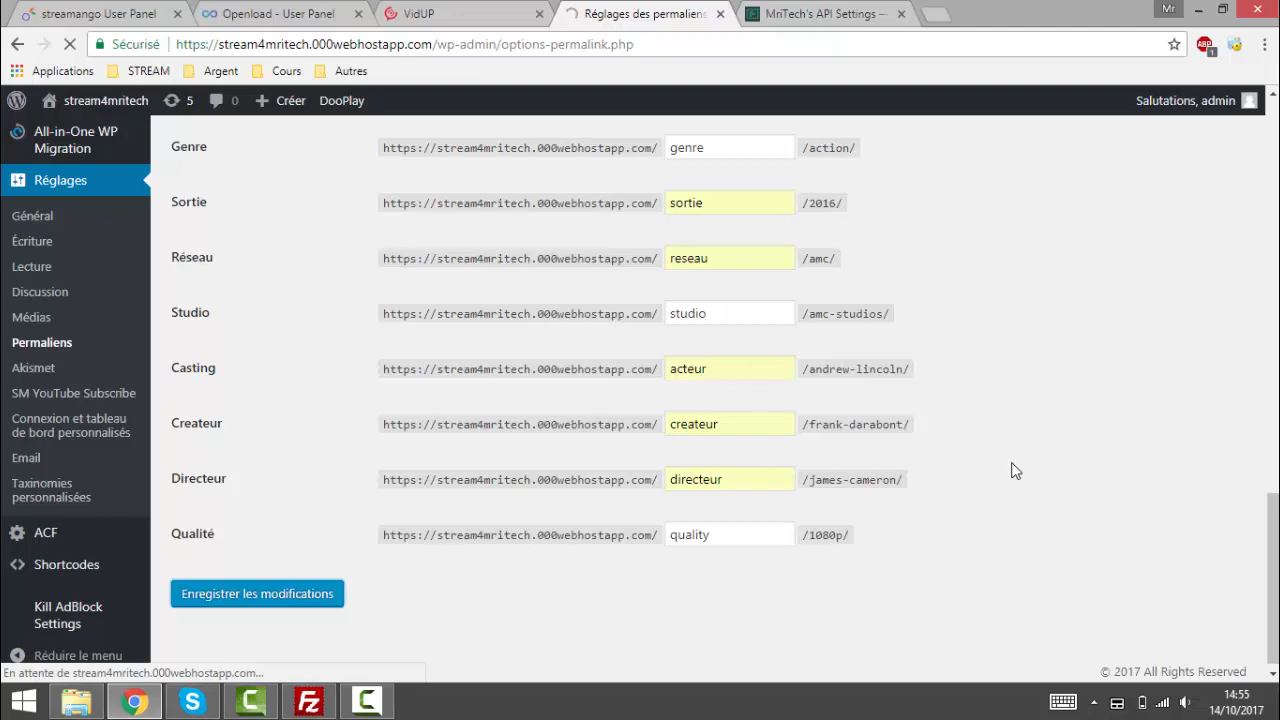 streamango User Panel
Openload - User Panel
VidUP
Réglages des permaliens
MriTech's API Settings —
Mr
Sécurisé
https://stream4mritech.000webhostapp.com/wp-admin/options-permalink.php
ABP
1
Applications
STREAM
Argent
Cours
Autres
stream4mritech
5
0
Créer
DooPlay
Salutations, admin
All-in-One WP
Migration
Réglages
Général
Écriture
Lecture
Discussion
Médias
Permaliens
Akismet
SM YouTube Subscribe
Connexion et tableau
de bord personnalisés
Email
Taxinomies
personnalisées
ACF
Shortcodes
Kill AdBlock
Settings
Réduire le menu
Genre https://stream4mritech.000webhostapp.com/ genre /action/
Sortie https://stream4mritech.000webhostapp.com/ sortie /2016/
Réseau https://stream4mritech.000webhostapp.com/ reseau /amc/
Studio https://stream4mritech.000webhostapp.com/ studio /amc-studios/
Casting https://stream4mritech.000webhostapp.com/ acteur /andrew-lincoln/
Createur https://stream4mritech.000webhostapp.com/ createur /frank-darabont/
Directeur https://stream4mritech.000webhostapp.com/ directeur /james-cameron/
Qualité https://stream4mritech.000webhostapp.com/ quality /1080p/
Enregistrer les modifications
En attente de stream4mritech.000webhostapp.com...
© 2017 All Rights Reserved
14:55
14/10/2017